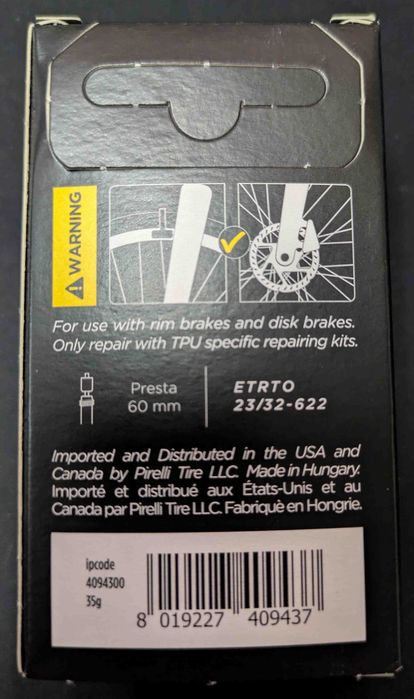 WARNING
For use with rim brakes and disk brakes.
Only repair with TPU specific repairing kits.
Presta
60 mm
ETRTO
23/32-622
Imported and Distributed in the USA and
Canada by Pirelli Tire LLC. Made in Hungary.
Importé et distribué aux États-Unis et au
Canada par Pirelli Tire LLC. Fabriquè en Hongrie.
ipcode
4094300
35g
8 019227 409437